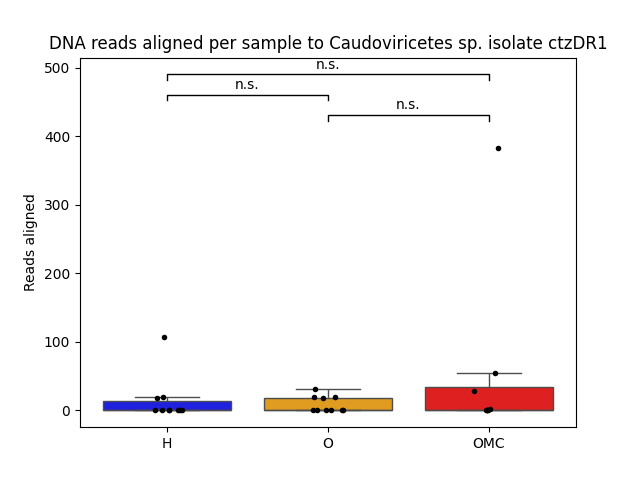 DNA reads aligned per sample to Caudoviricetes sp. isolate ctzDR1
n.s.
n.s.
n.s.
500
400
300
200
100
0
Reads aligned
H
O
OMC